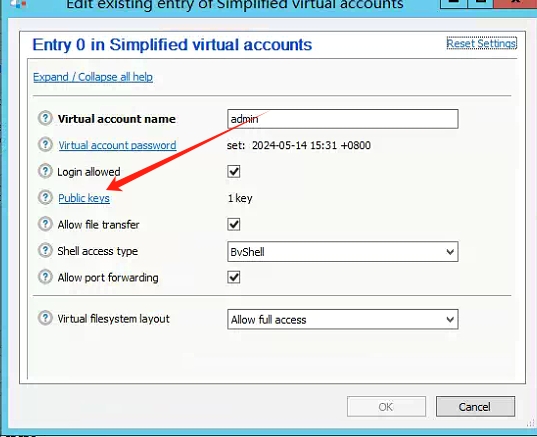 Edit existing entry of Simplified virtual accounts
Entry 0 in Simplified virtual accounts
Reset Settings
Expand / Collapse all help
? Virtual account name admin
? Virtual account password set: 2024-05-14 15:31 +0800
? Login allowed
? Public keys 1 key
? Allow file transfer
? Shell access type BvShell
? Allow port forwarding
? Virtual filesystem layout Allow full access
OK Cancel